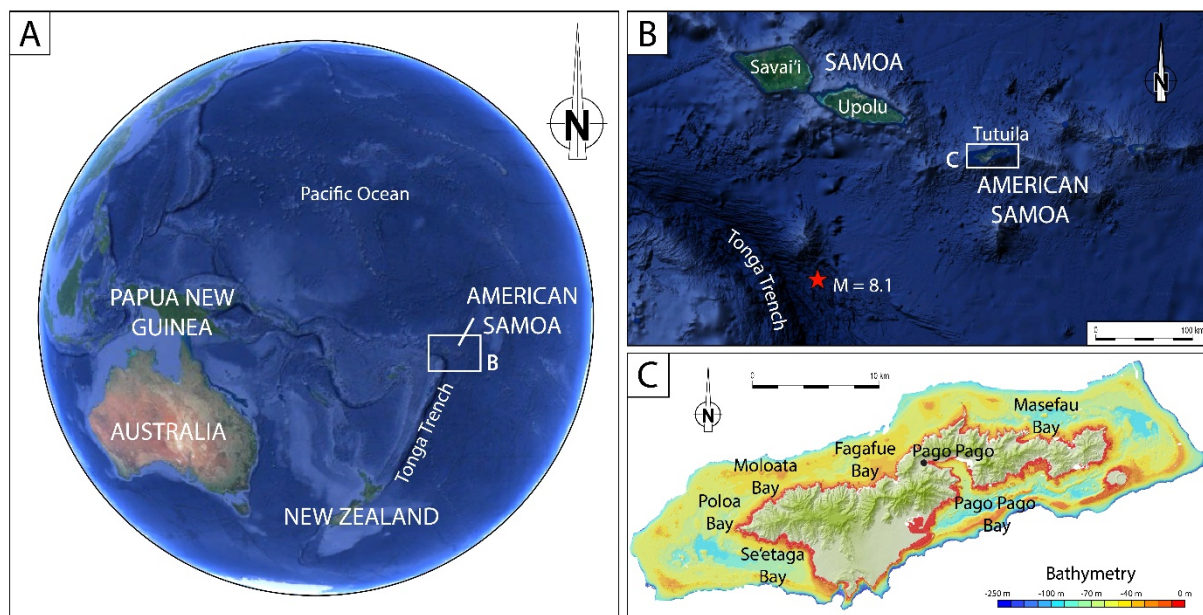 A
N
Pacific Ocean
PAPUA NEW
GUINEA
AMERICAN
SAMOA
B
Tonga Trench
AUSTRALIA
NEW ZEALAND
B
N
Savai'i
SAMOA
Upolu
Tutuila
C
AMERICAN
SAMOA
Tonga Trench
M = 8.1
0
100 km
C
N
0
10 km
Masefau
Bay
Fagafue
Bay
Pago Pago
Moloata
Bay
Poloa
Bay
Pago Pago
Bay
Se'etaga
Bay
Bathymetry
-250 m
-100 m
-70 m
-40 m
0 m